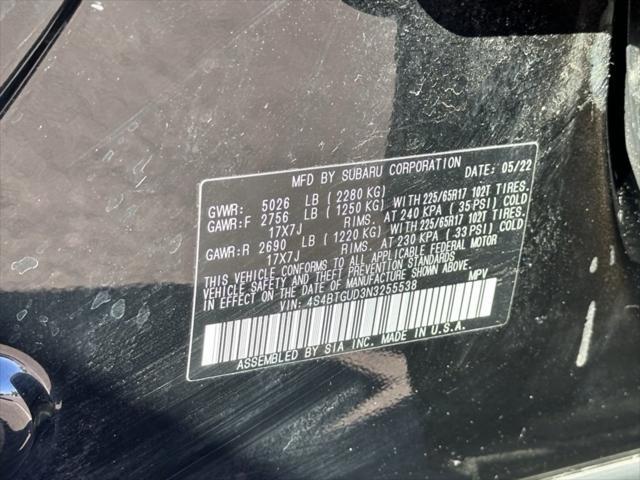 MFD BY SUBARU CORPORATION DATE: 05/22
GVWR: 5026 LB (2280 KG)
GAWR:F 2756 LB (1250 KG) WITH 225/65R17 102T TIRES.
17X7J RIMS. AT 240 KPA (35 PSI) COLD
GAWR:R 2690 LB (1220 KG) WITH 225/65R17 102T TIRES.
17X7J RIMS. AT 230 KPA (33 PSI) COLD
THIS VEHICLE CONFORMS TO ALL APPLICABLE FEDERAL MOTOR
VEHICLE SAFETY AND THEFT PREVENTION STANDARDS
IN EFFECT ON THE DATE OF MANUFACTURE SHOWN ABOVE.
VIN: 4S4BTGUD3N3255538 MPV
ASSEMBLED BY SIA INC. MADE IN U.S.A.